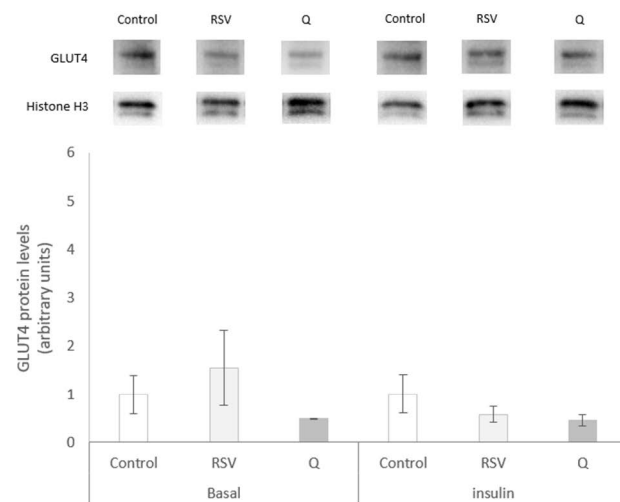 Control RSV Q Control RSV Q
GLUT4
Histone H3
6
5
4
3
2
1
0
GLUT4 protein levels
(arbitrary units)
Control RSV Q Control RSV Q
Basal insulin